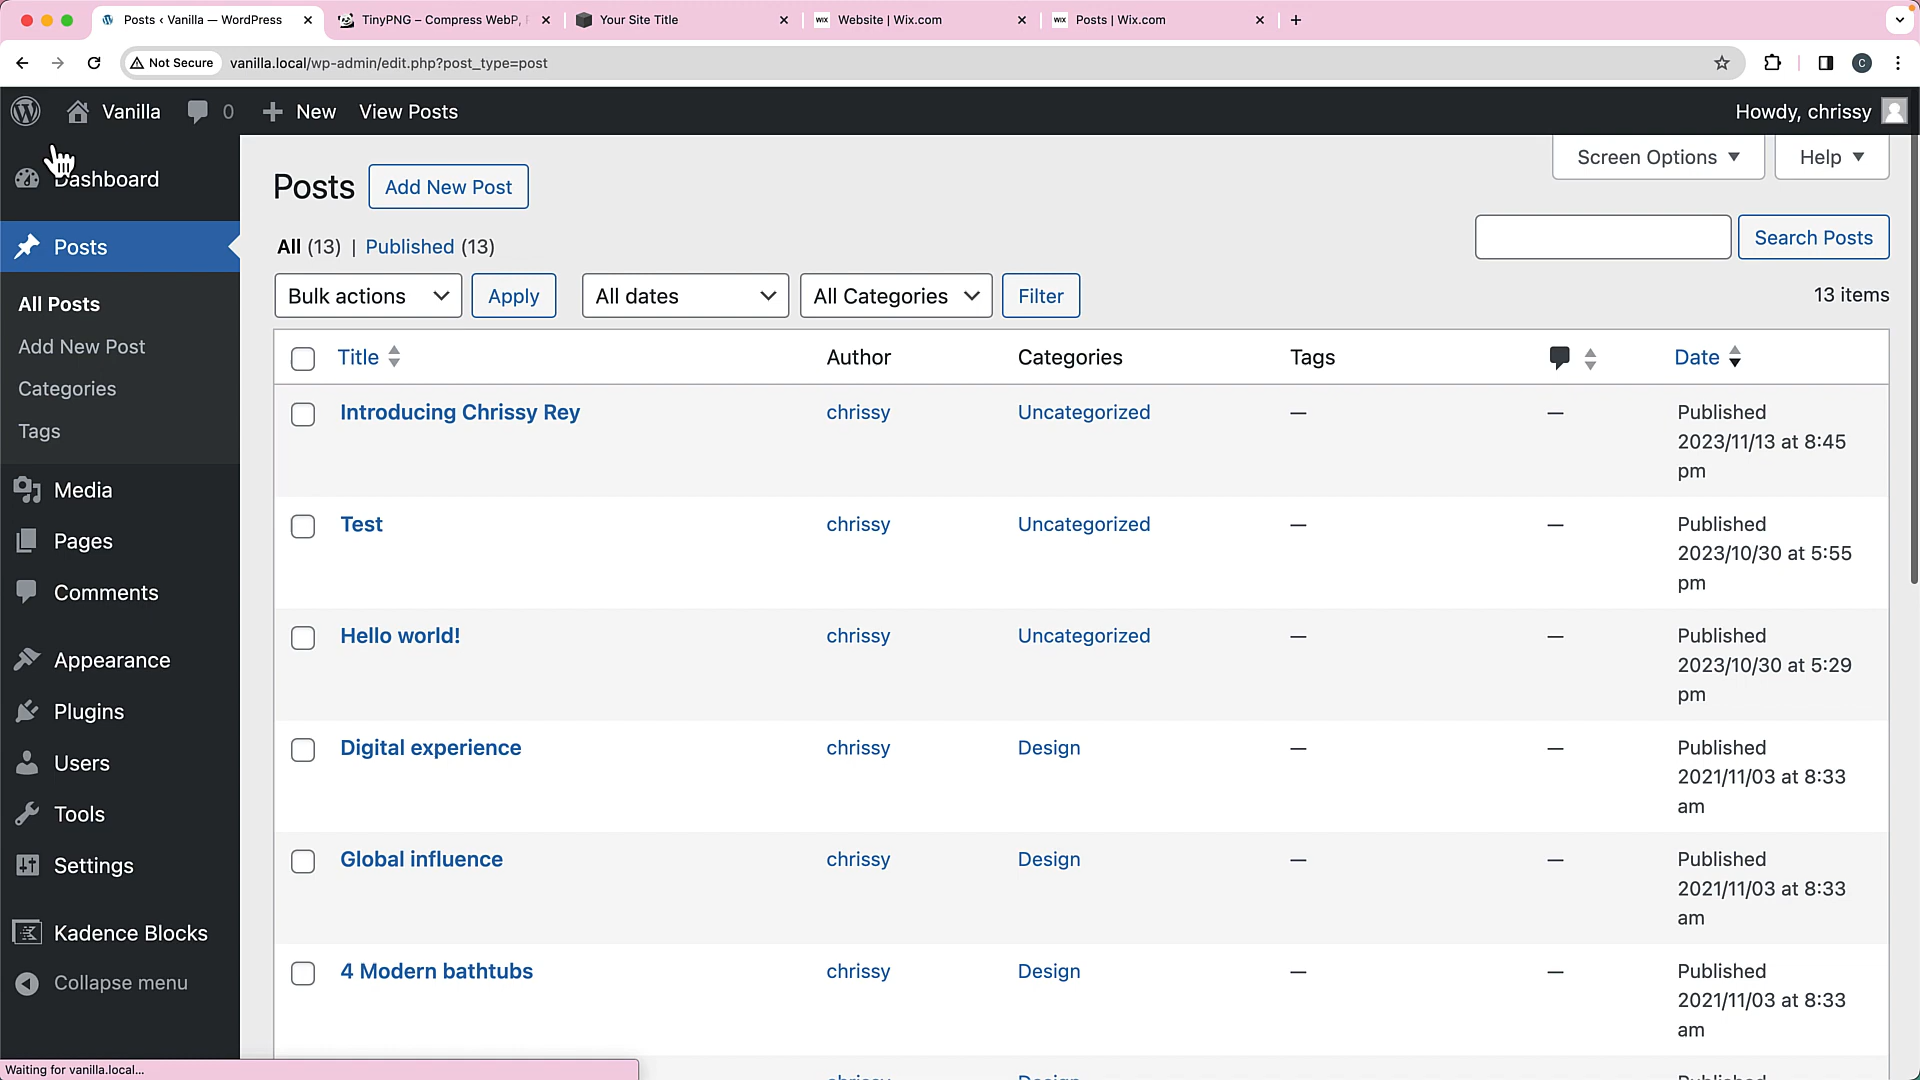 Posts ‹ Vanilla — WordPress
TinyPNG – Compress WebP,
Your Site Title
WIX Website | Wix.com
WIX Posts | Wix.com
Not Secure vanilla.local/wp-admin/edit.php?post_type=post
C
Vanilla 0 New View Posts
Howdy, chrissy
Dashboard
Posts
All Posts
Add New Post
Categories
Tags
Media
Pages
Comments
Appearance
Plugins
Users
Tools
Settings
Kadence Blocks
Collapse menu
Screen Options Help
Posts Add New Post
All (13) | Published (13)
Search Posts
Bulk actions Apply All dates All Categories Filter
13 items
Title Author Categories Tags Date
Introducing Chrissy Rey chrissy Uncategorized — — Published
2023/11/13 at 8:45
pm
Test chrissy Uncategorized — — Published
2023/10/30 at 5:55
pm
Hello world! chrissy Uncategorized — — Published
2023/10/30 at 5:29
pm
Digital experience chrissy Design — — Published
2021/11/03 at 8:33
am
Global influence chrissy Design — — Published
2021/11/03 at 8:33
am
4 Modern bathtubs chrissy Design — — Published
2021/11/03 at 8:33
am
Waiting for vanilla.local...